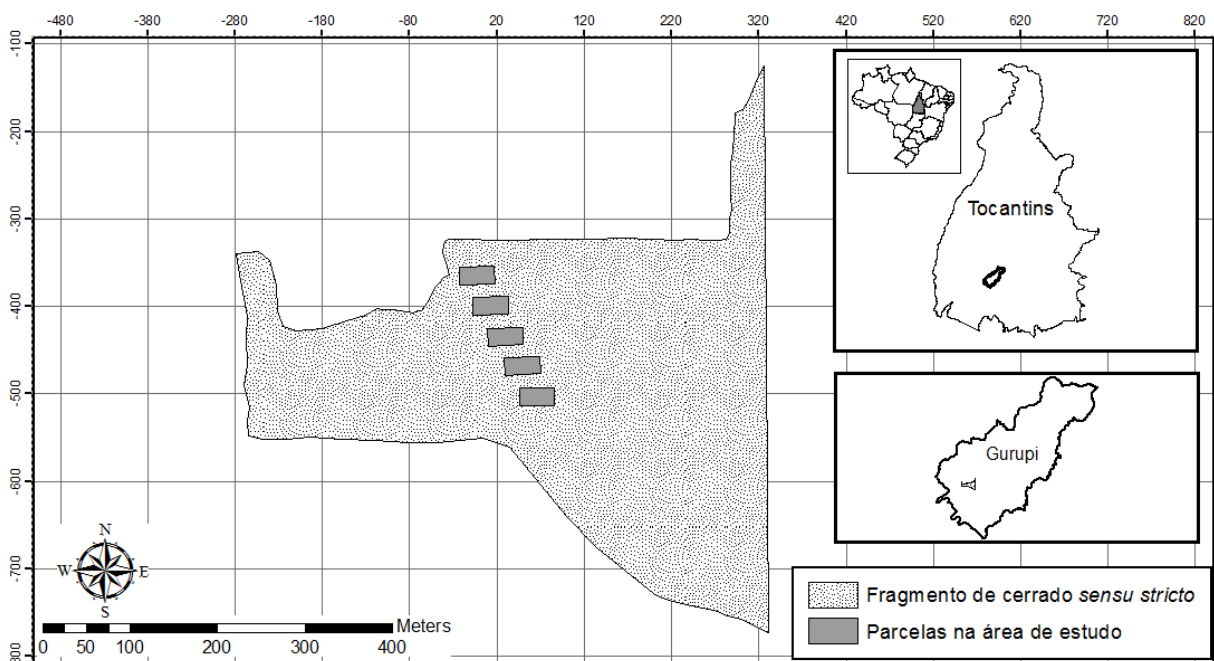 -480 -380 -280 -180 -80 20 120 220 320 420 520 620 720 820
-100
-200
-300
-400
-500
-600
-700
-800
Tocantins
Gurupi
N
W E
S
Meters
0 50 100 200 300 400
Fragmento de cerrado sensu stricto
Parcelas na área de estudo